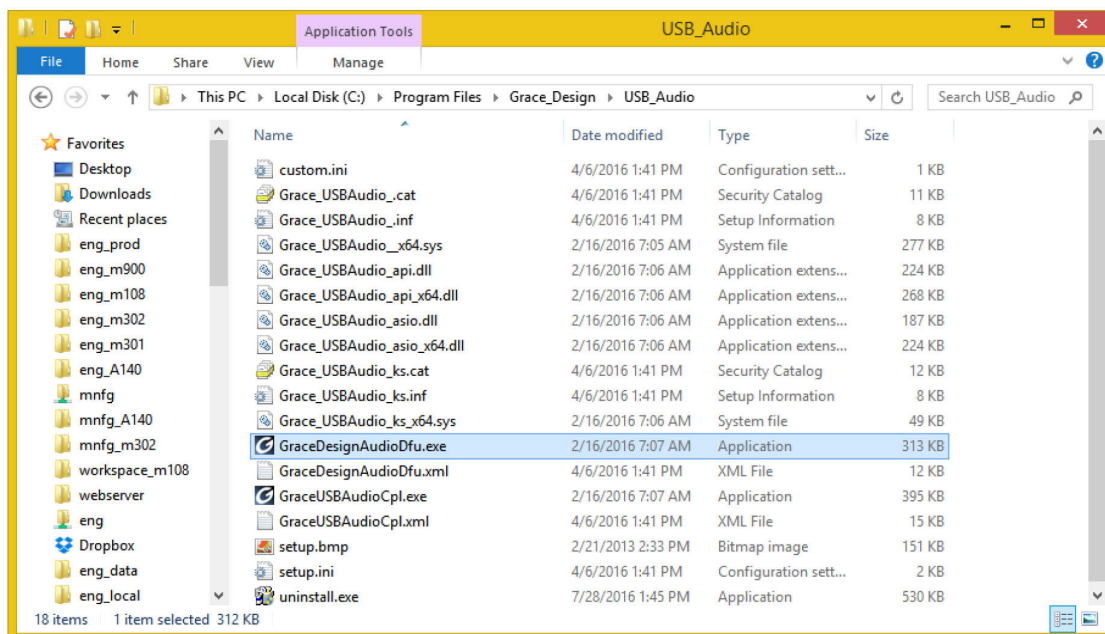 Application Tools USB_Audio
File Home Share View Manage
This PC Local Disk (C:) Program Files Grace_Design USB_Audio Search USB_Audio
Favorites
Desktop
Downloads
Recent places
eng_prod
eng_m900
eng_m108
eng_m302
eng_m301
eng_A140
mnfg
mnfg_A140
mnfg_m302
workspace_m108
webserver
eng
Dropbox
eng_data
eng_local
Name Date modified Type Size
custom.ini 4/6/2016 1:41 PM Configuration sett... 1 KB
Grace_USBAudio_.cat 4/6/2016 1:41 PM Security Catalog 11 KB
Grace_USBAudio_.inf 4/6/2016 1:41 PM Setup Information 8 KB
Grace_USBAudio__x64.sys 2/16/2016 7:05 AM System file 277 KB
Grace_USBAudio_api.dll 2/16/2016 7:06 AM Application extens... 224 KB
Grace_USBAudio_api_x64.dll 2/16/2016 7:06 AM Application extens... 268 KB
Grace_USBAudio_asio.dll 2/16/2016 7:06 AM Application extens... 187 KB
Grace_USBAudio_asio_x64.dll 2/16/2016 7:06 AM Application extens... 224 KB
Grace_USBAudio_ks.cat 4/6/2016 1:41 PM Security Catalog 12 KB
Grace_USBAudio_ks.inf 4/6/2016 1:41 PM Setup Information 8 KB
Grace_USBAudio_ks_x64.sys 2/16/2016 7:06 AM System file 49 KB
GraceDesignAudioDfu.exe 2/16/2016 7:07 AM Application 313 KB
GraceDesignAudioDfu.xml 4/6/2016 1:41 PM XML File 12 KB
GraceUSBAudioCpl.exe 2/16/2016 7:07 AM Application 395 KB
GraceUSBAudioCpl.xml 4/6/2016 1:41 PM XML File 15 KB
setup.bmp 2/21/2013 2:33 PM Bitmap image 151 KB
setup.ini 4/6/2016 1:41 PM Configuration sett... 2 KB
uninstall.exe 7/28/2016 1:45 PM Application 530 KB
18 items 1 item selected 312 KB